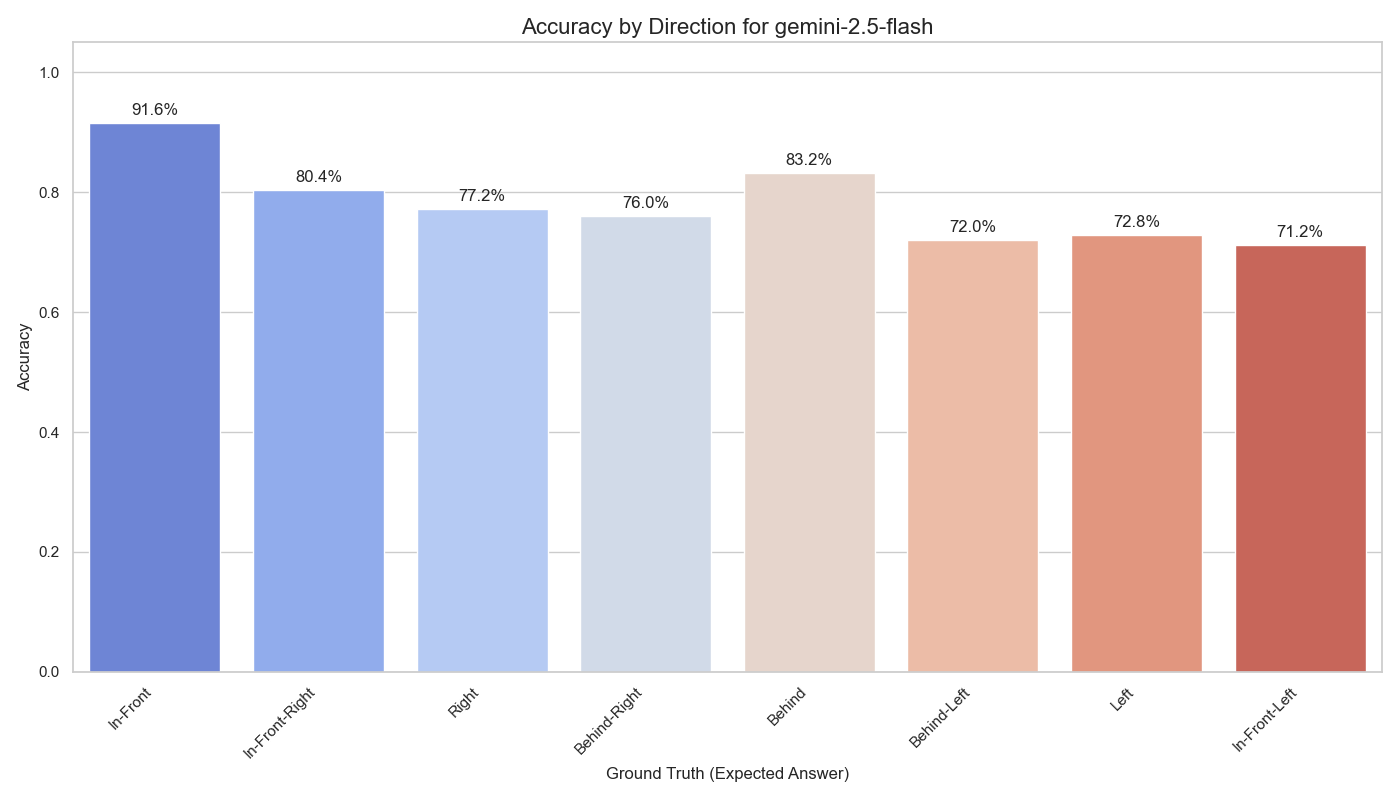 Accuracy by Direction for gemini-2.5-flash
1.0
0.8
0.6
0.4
0.2
0.0
Accuracy
91.6%
80.4%
77.2%
76.0%
83.2%
72.0%
72.8%
71.2%
In-Front
In-Front-Right
Right
Behind-Right
Behind
Behind-Left
Left
In-Front-Left
Ground Truth (Expected Answer)